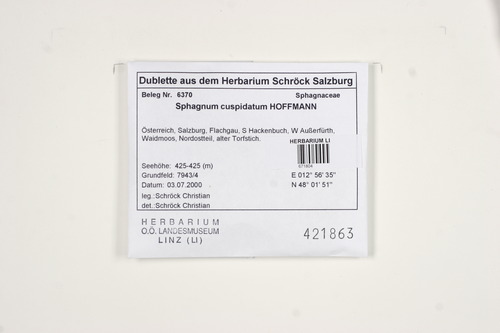 Dublette aus dem Herbarium Schröck Salzburg
Beleg Nr. 6370 Sphagnaceae
Sphagnum cuspidatum HOFFMANN
Österreich, Salzburg, Flachgau, S Hackenbuch, W Außerfürth,
Waidmoos, Nordostteil, alter Torfstich.
HERBARIUM LI
Seehöhe: 425-425 (m)
Grundfeld: 7943/4 E 012° 56' 35"
Datum: 03.07.2000 N 48° 01' 51"
leg.:Schröck Christian
det.:Schröck Christian
HERBARIUM
O.Ö. LANDESMUSEUM
LINZ (LI)
421863